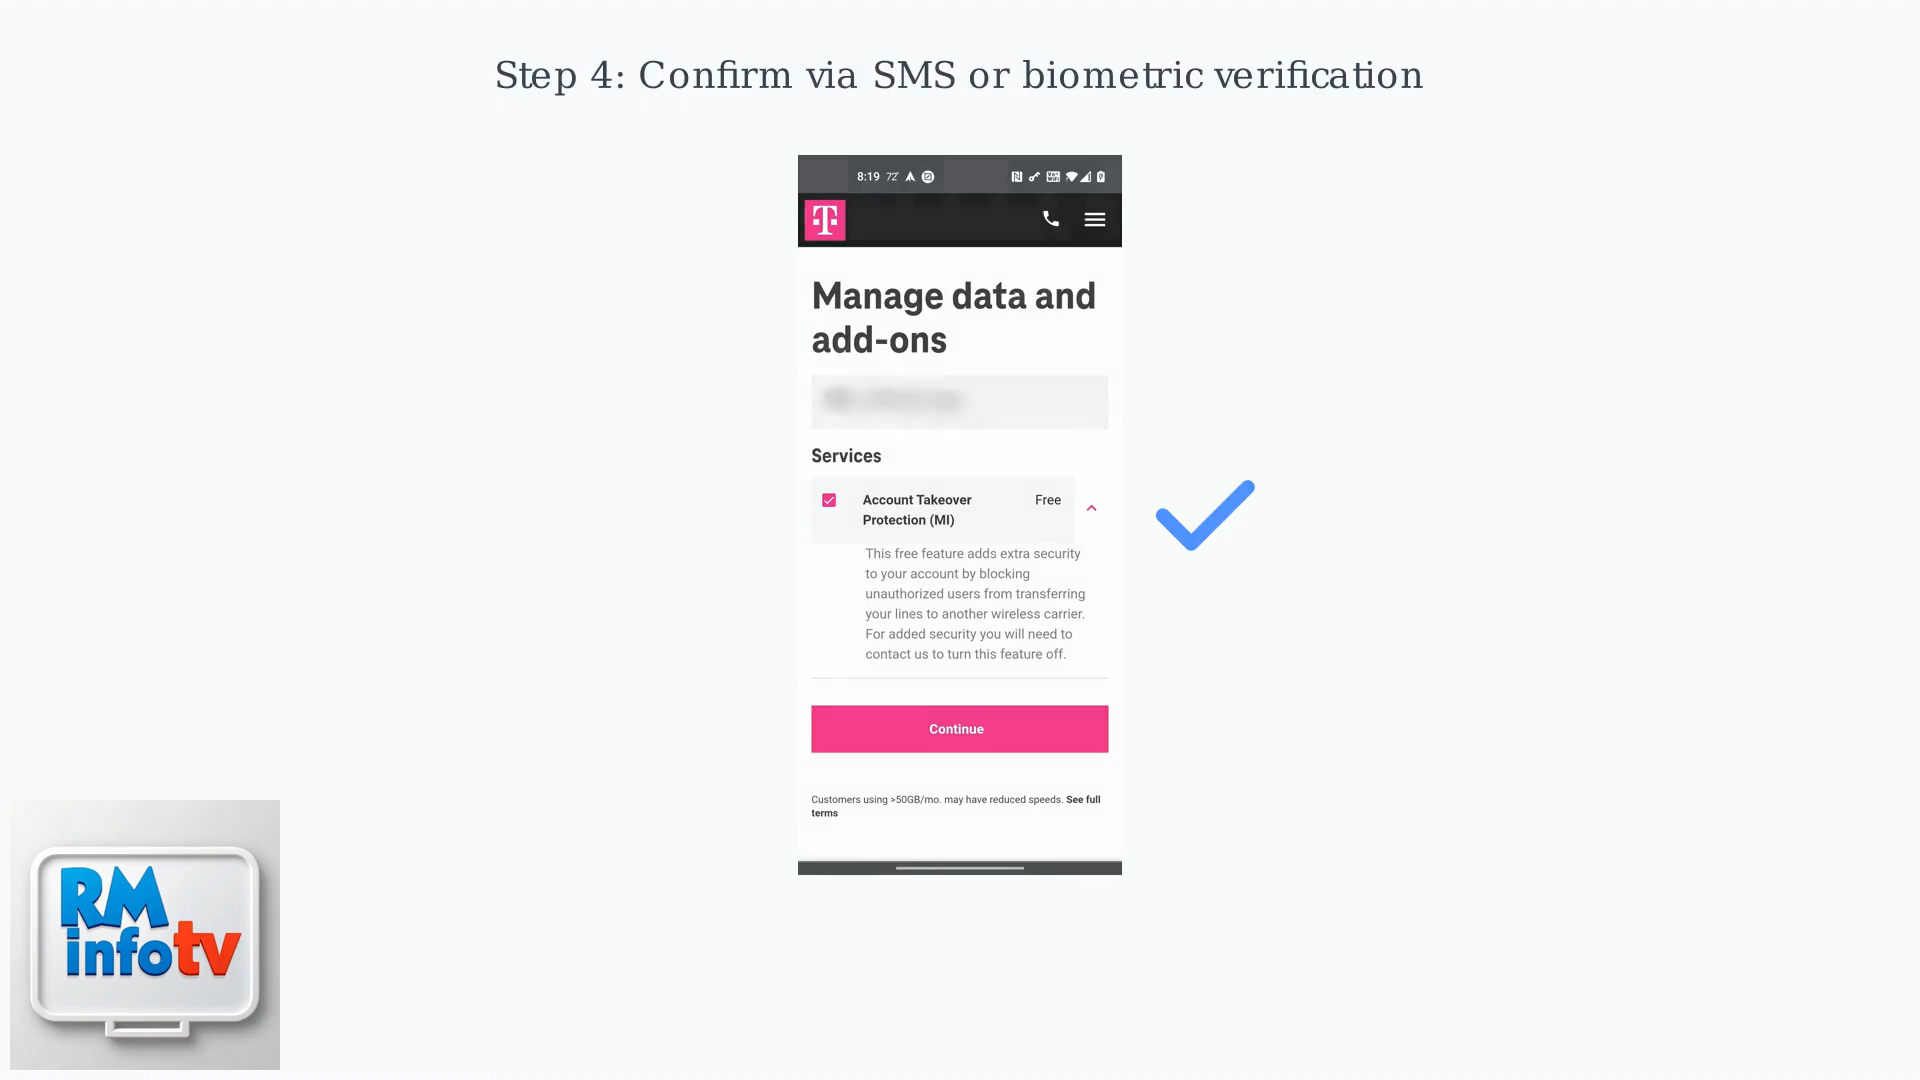 Step 4: Confirm via SMS or biometric verification
8:19 72°
T
Manage data and
add-ons
Services
Account Takeover Free
Protection (MI)
This free feature adds extra security
to your account by blocking
unauthorized users from transferring
your lines to another wireless carrier.
For added security you will need to
contact us to turn this feature off.
Continue
Customers using >50GB/mo. may have reduced speeds. See full
terms
RM
infotv